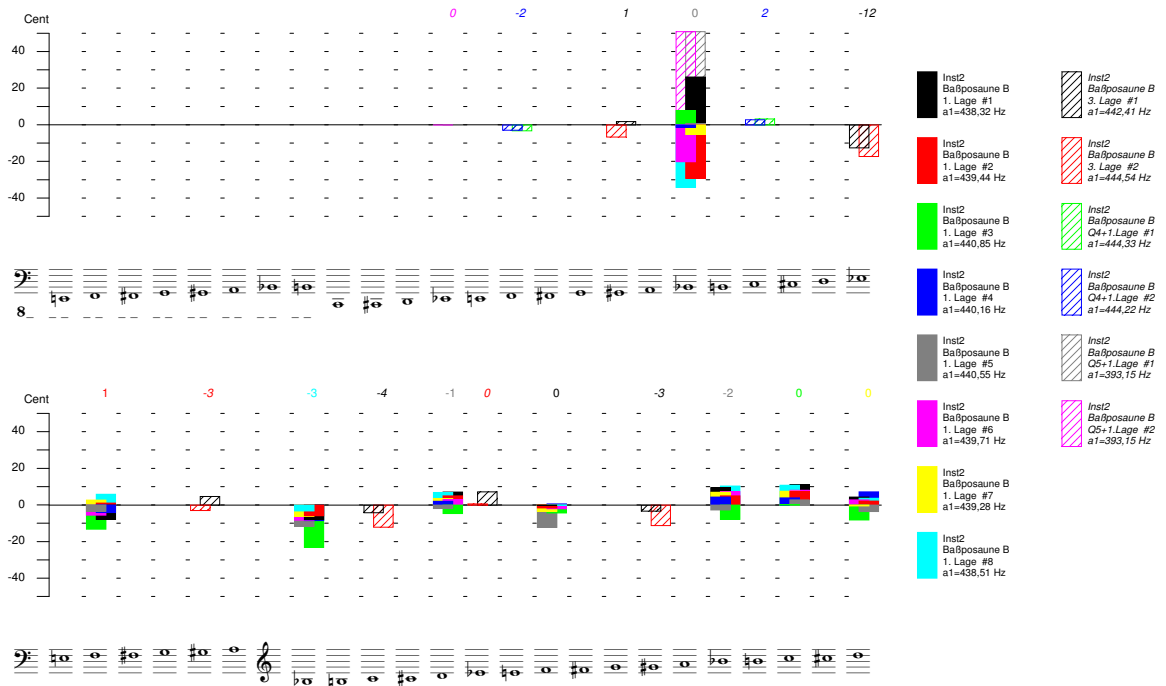 0 -2 1 0 2 -12
Cent
40
20
0
-20
-40
8
1 -3 -3 -4 -1 0 0 -3 -2 0 0
Cent
40
20
0
-20
-40
Inst2
Baßposaune B
1. Lage #1
a1=438,32 Hz
Inst2
Baßposaune B
1. Lage #2
a1=439,44 Hz
Inst2
Baßposaune B
1. Lage #3
a1=440,85 Hz
Inst2
Baßposaune B
1. Lage #4
a1=440,16 Hz
Inst2
Baßposaune B
1. Lage #5
a1=440,55 Hz
Inst2
Baßposaune B
1. Lage #6
a1=439,71 Hz
Inst2
Baßposaune B
1. Lage #7
a1=439,28 Hz
Inst2
Baßposaune B
1. Lage #8
a1=438,51 Hz
Inst2
Baßposaune B
3. Lage #1
a1=442,41 Hz
Inst2
Baßposaune B
3. Lage #2
a1=444,54 Hz
Inst2
Baßposaune B
Q4+1.Lage #1
a1=444,33 Hz
Inst2
Baßposaune B
Q4+1.Lage #2
a1=444,22 Hz
Inst2
Baßposaune B
Q5+1.Lage #1
a1=393,15 Hz
Inst2
Baßposaune B
Q5+1.Lage #2
a1=393,15 Hz